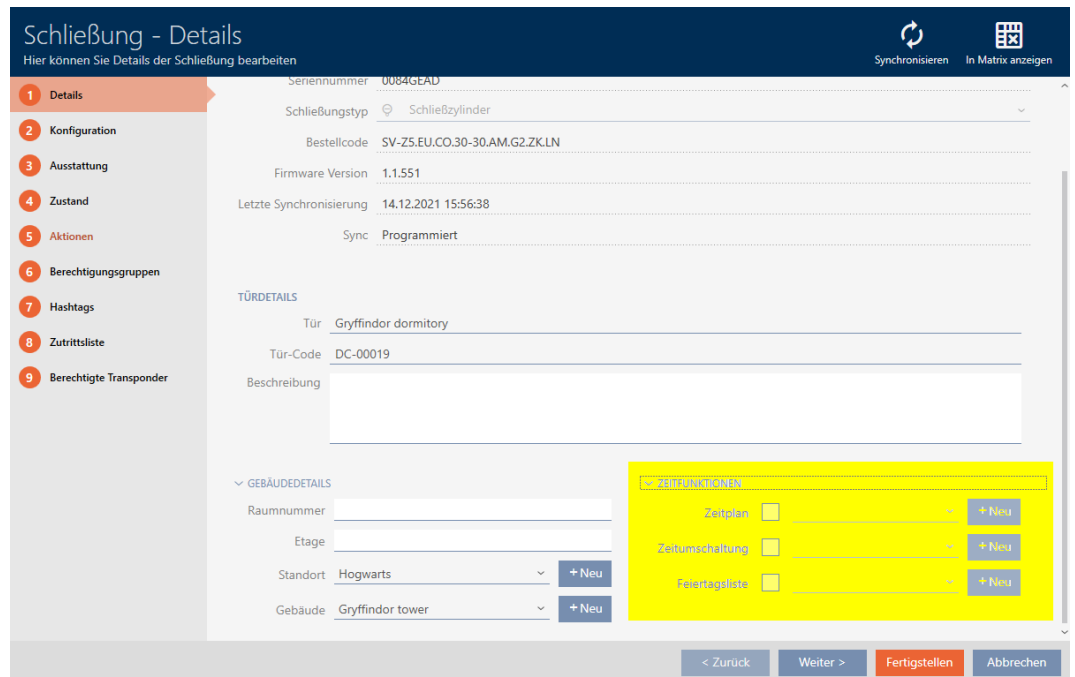 Schließung - Details
Hier können Sie Details der Schließung bearbeiten
Synchronisieren
In Matrix anzeigen
1 Details
2 Konfiguration
3 Ausstattung
4 Zustand
5 Aktionen
6 Berechtigungsgruppen
7 Hashtags
8 Zutrittsliste
9 Berechtigte Transponder
Seriennummer 0084GEAD
Schließungstyp Schließzylinder
Bestellcode SV-Z5.EU.CO.30-30.AM.G2.ZK.LN
Firmware Version 1.1.551
Letzte Synchronisierung 14.12.2021 15:56:38
Sync Programmiert
TÜRDETAILS
Tür Gryffindor dormitory
Tür-Code DC-00019
Beschreibung
GEBÄUDEDETAILS
Raumnummer
Etage
Standort Hogwarts + Neu
Gebäude Gryffindor tower + Neu
ZEITFUNKTIONEN
Zeitplan + Neu
Zeitumschaltung + Neu
Feiertagsliste + Neu
< Zurück
Weiter >
Fertigstellen
Abbrechen